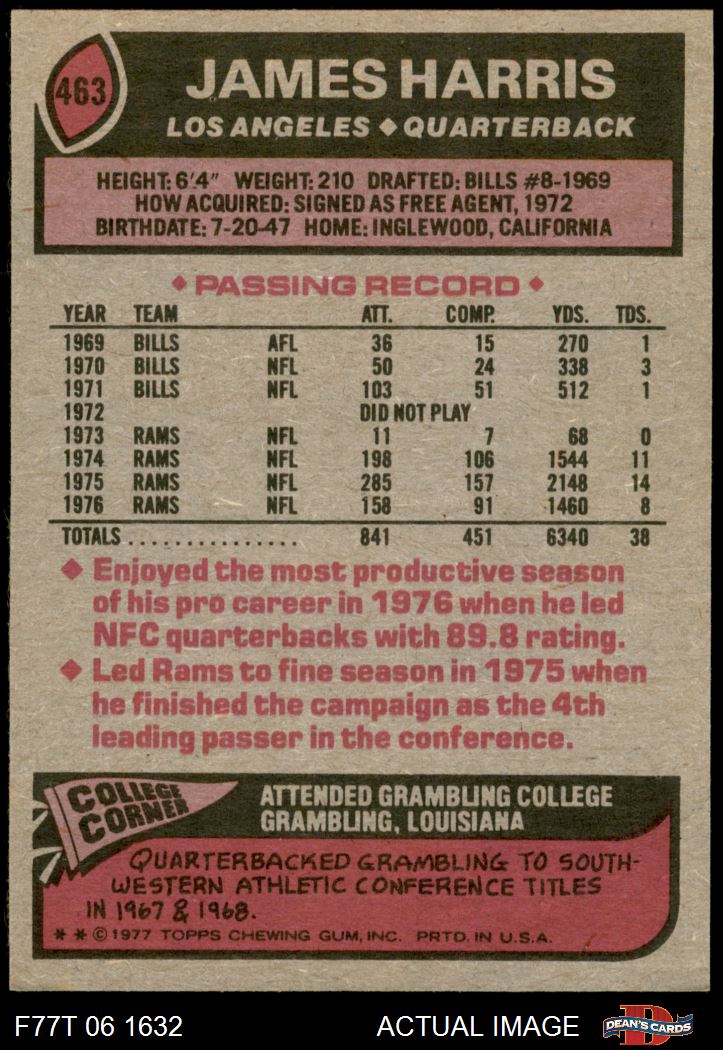 463
JAMES HARRIS
LOS ANGELES ◆ QUARTERBACK
HEIGHT: 6'4" WEIGHT: 210 DRAFTED: BILLS #8-1969
HOW ACQUIRED: SIGNED AS FREE AGENT, 1972
BIRTHDATE: 7-20-47 HOME: INGLEWOOD, CALIFORNIA
◆ PASSING RECORD ◆
YEAR TEAM ATT. COMP. YDS. TDS.
1969 BILLS AFL 36 15 270 1
1970 BILLS NFL 50 24 338 3
1971 BILLS NFL 103 51 512 1
1972 DID NOT PLAY
1973 RAMS NFL 11 7 68 0
1974 RAMS NFL 198 106 1544 11
1975 RAMS NFL 285 157 2148 14
1976 RAMS NFL 158 91 1460 8
TOTALS ................ 841 451 6340 38
◆ Enjoyed the most productive season
of his pro career in 1976 when he led
NFC quarterbacks with 89.8 rating.
◆ Led Rams to fine season in 1975 when
he finished the campaign as the 4th
leading passer in the conference.
COLLEGE
CORNER
ATTENDED GRAMBLING COLLEGE
GRAMBLING, LOUISIANA
QUARTERBACKED GRAMBLING TO SOUTH-
WESTERN ATHLETIC CONFERENCE TITLES
IN 1967 & 1968.
* * © 1977 TOPPS CHEWING GUM, INC. PRTD. IN U.S.A.
F77T 06 1632
ACTUAL IMAGE
D
DEAN'S CARDS